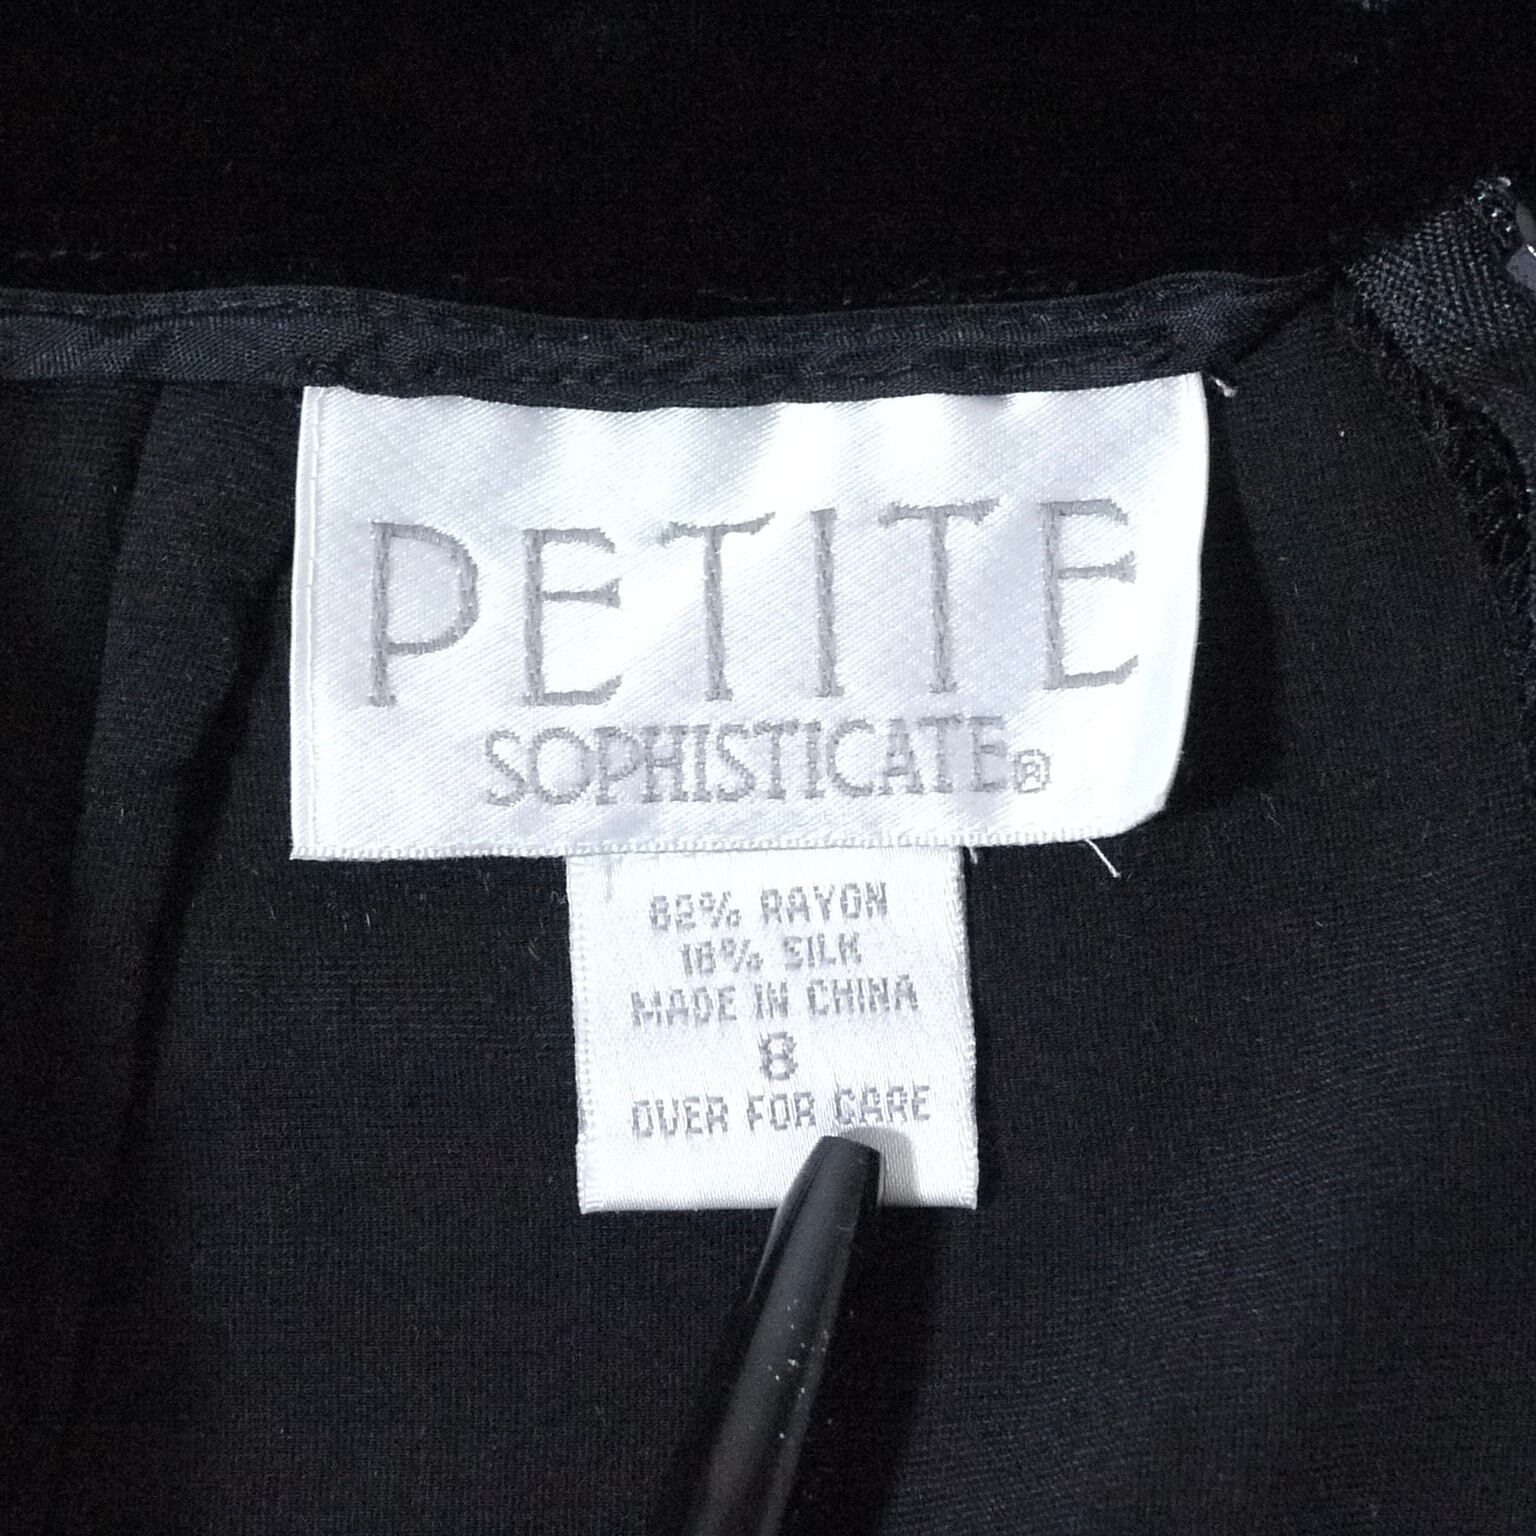 PETITE
SOPHISTICATE®
82% RAYON
18% SILK
MADE IN CHINA
8
OVER FOR CARE